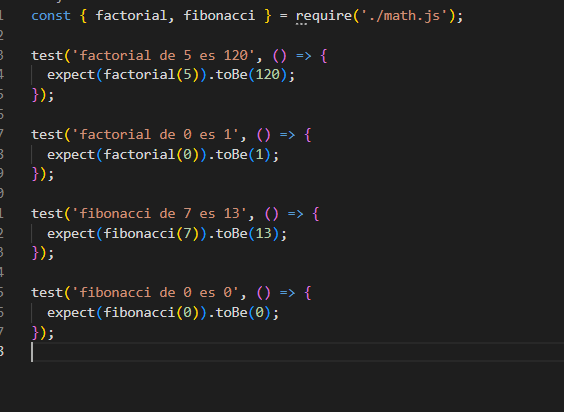 const { factorial, fibonacci } = require('./math.js');
test('factorial de 5 es 120', () => {
expect(factorial(5)).toBe(120);
});
test('factorial de 0 es 1', () => {
expect(factorial(0)).toBe(1);
});
test('fibonacci de 7 es 13', () => {
expect(fibonacci(7)).toBe(13);
});
test('fibonacci de 0 es 0', () => {
expect(fibonacci(0)).toBe(0);
});